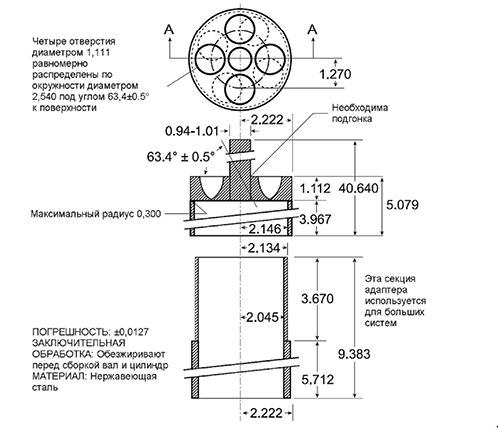 A
A
Четыре отверстия
диаметром 1,111
равномерно
распределены по
окружности диаметром
2,540 под углом 63,4±0.5°
к поверхности
1.270
2.222
Необходима
подгонка
0.94-1.01
63.4° ± 0.5°
1.112
40.640
5.079
Максимальный радиус 0,300
3.967
2.146
2.134
3.670
Эта секция
адаптера
используется
для больших
систем
2.045
ПОГРЕШНОСТЬ: ±0,0127
ЗАКЛЮЧИТЕЛЬНАЯ
ОБРАБОТКА: Обезжиривают
перед сборкой вал и цилиндр
МАТЕРИАЛ: Нержавеющая
сталь
9.383
5,712
2.222